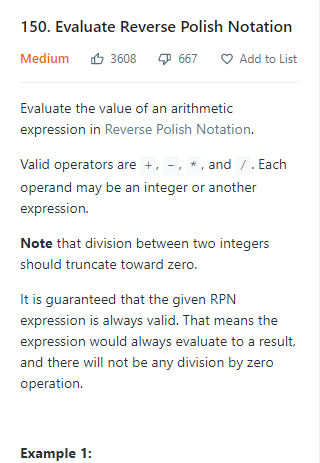 150. Evaluate Reverse Polish Notation
Medium 3608 667 Add to List
Evaluate the value of an arithmetic
expression in Reverse Polish Notation.
Valid operators are +, -, *, and /. Each
operand may be an integer or another
expression.
Note that division between two integers
should truncate toward zero.
It is guaranteed that the given RPN
expression is always valid. That means the
expression would always evaluate to a result,
and there will not be any division by zero
operation.
Example 1: